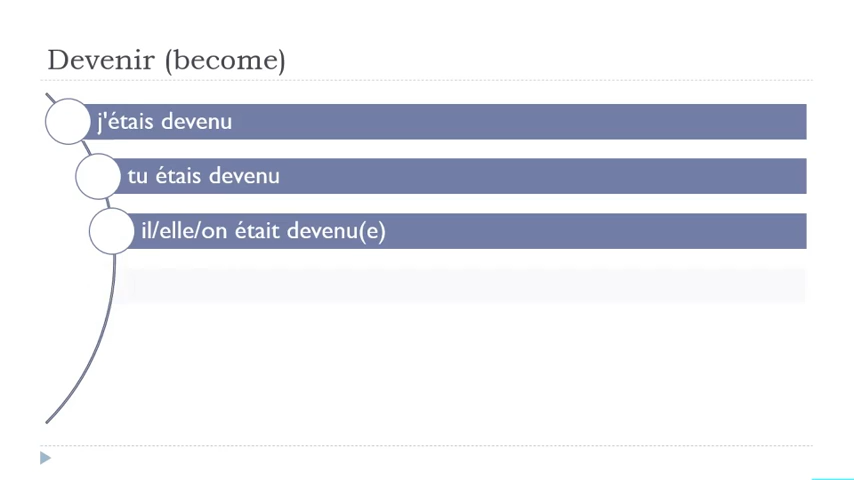 Devenir (become)
j'étais devenu
tu étais devenu
il/elle/on était devenu(e)